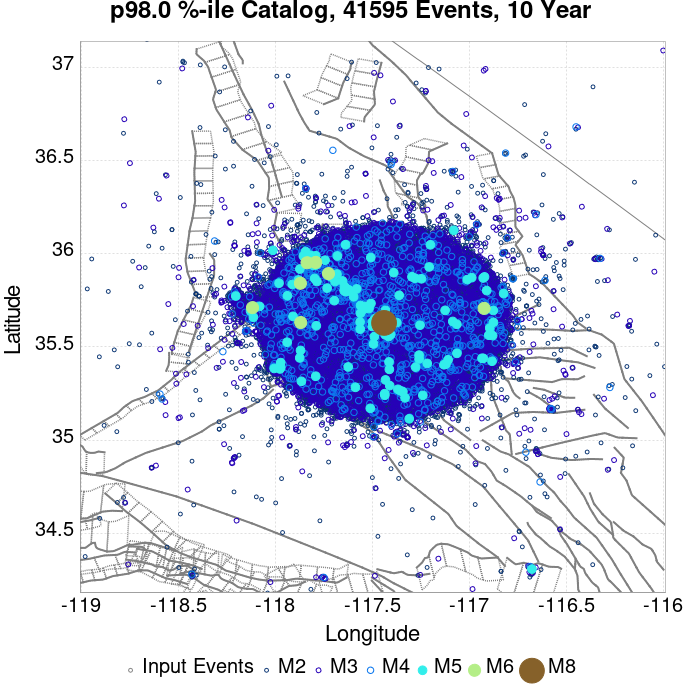 p98.0 %-ile Catalog, 41595 Events, 10 Year
37
36.5
36
35.5
35
34.5
Latitude
-119 -118.5 -118 -117.5 -117 -116.5 -116
Longitude
Input Events M2 M3 M4 M5 M6 M8